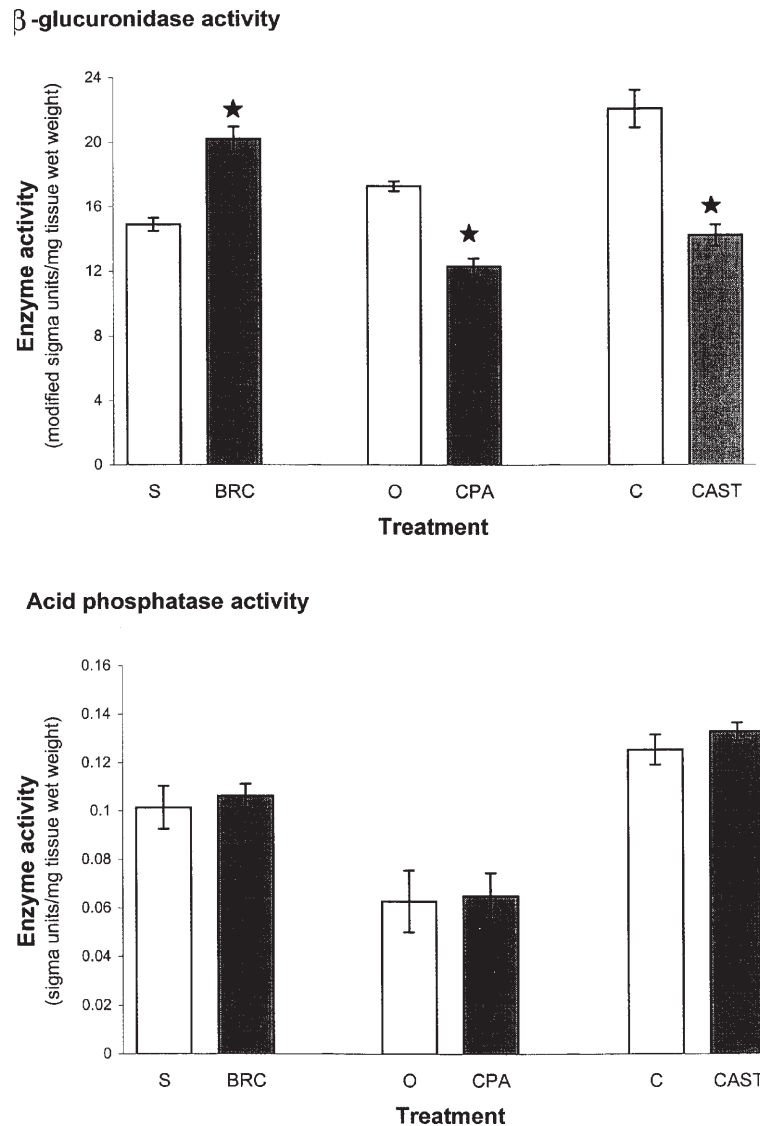 β-glucuronidase activity
24
20
16
12
8
4
0
Enzyme activity
(modified sigma units/mg tissue wet weight)
S BRC O CPA C CAST
Treatment
Acid phosphatase activity
0.16
0.14
0.12
0.1
0.08
0.06
0.04
0.02
0
Enzyme activity
(sigma units/mg tissue wet weight)
S BRC O CPA C CAST
Treatment